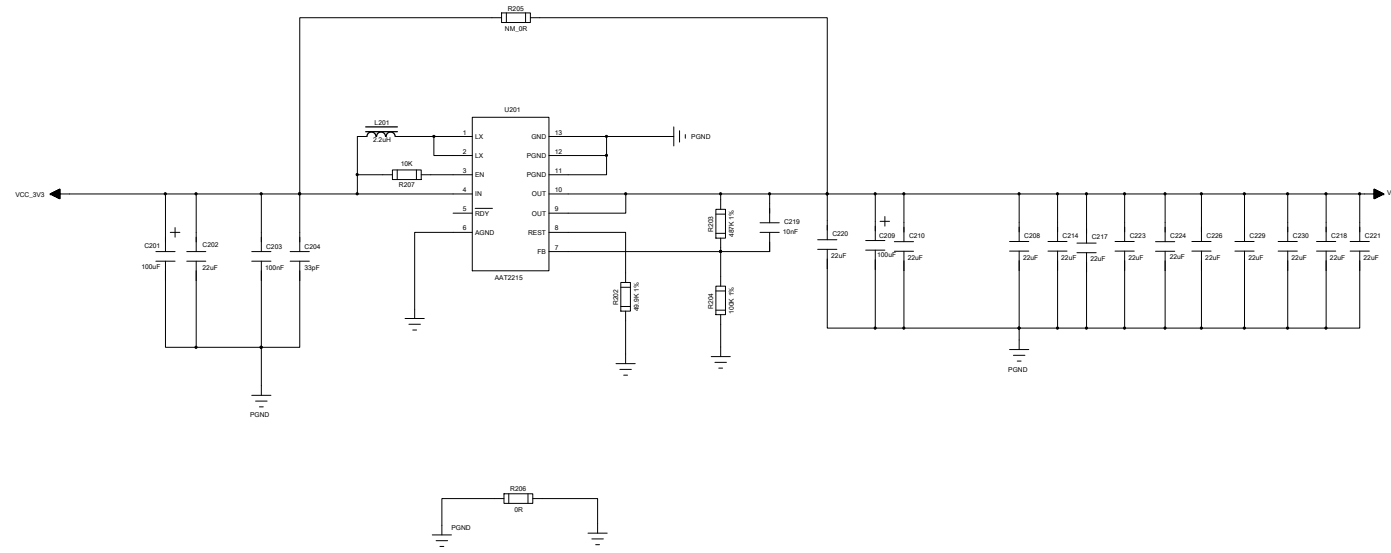 R205
NM_0R
U201
L201
2.2uH
1
LX
GND
13
PGND
2
LX
PGND
12
10K
3
EN
PGND
11
R207
VCC_3V3
4
IN
OUT
10
V
5
RDY
OUT
9
R203
487K 1%
C219
10nF
6
AGND
REST
8
FB
7
AAT2215
C201
100uF
C202
22uF
C203
100nF
C204
33pF
R202
49.9K 1%
R204
100K 1%
C220
22uF
C209
100uF
C210
22uF
C208
22uF
C214
22uF
C217
22uF
C223
22uF
C224
22uF
C226
22uF
C229
22uF
C230
22uF
C218
22uF
C221
22uF
PGND
PGND
R206
0R
PGND